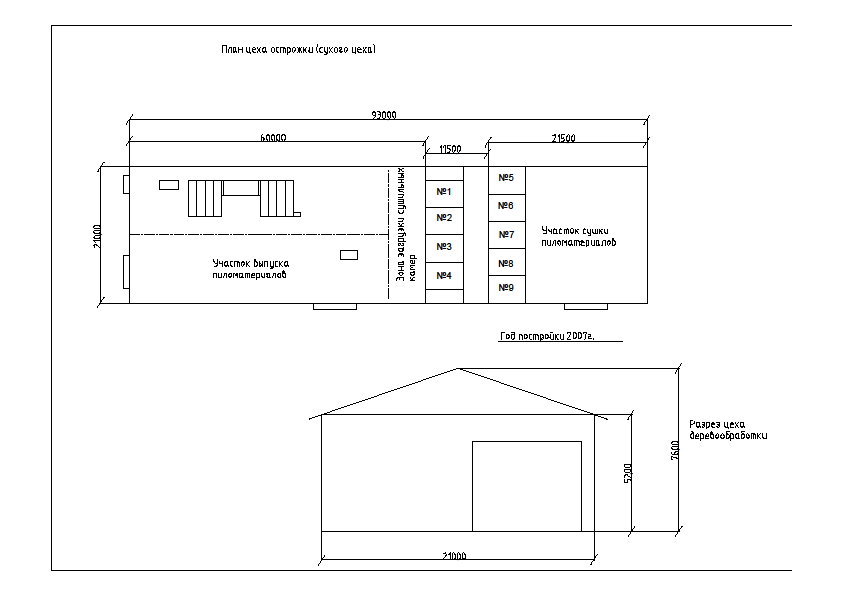 План цеха острожки (сухого цеха)
93000
60000
11500
21500
21000
№1
№2
№3
№4
№5
№6
№7
№8
№9
Зона загрузки сушильных
камер
Участок выпуска
пиломатериалов
Участок сушки
пиломатериалов
Год постройки 2007г.
Разрез цеха
деревообработки
5200
7600
21000